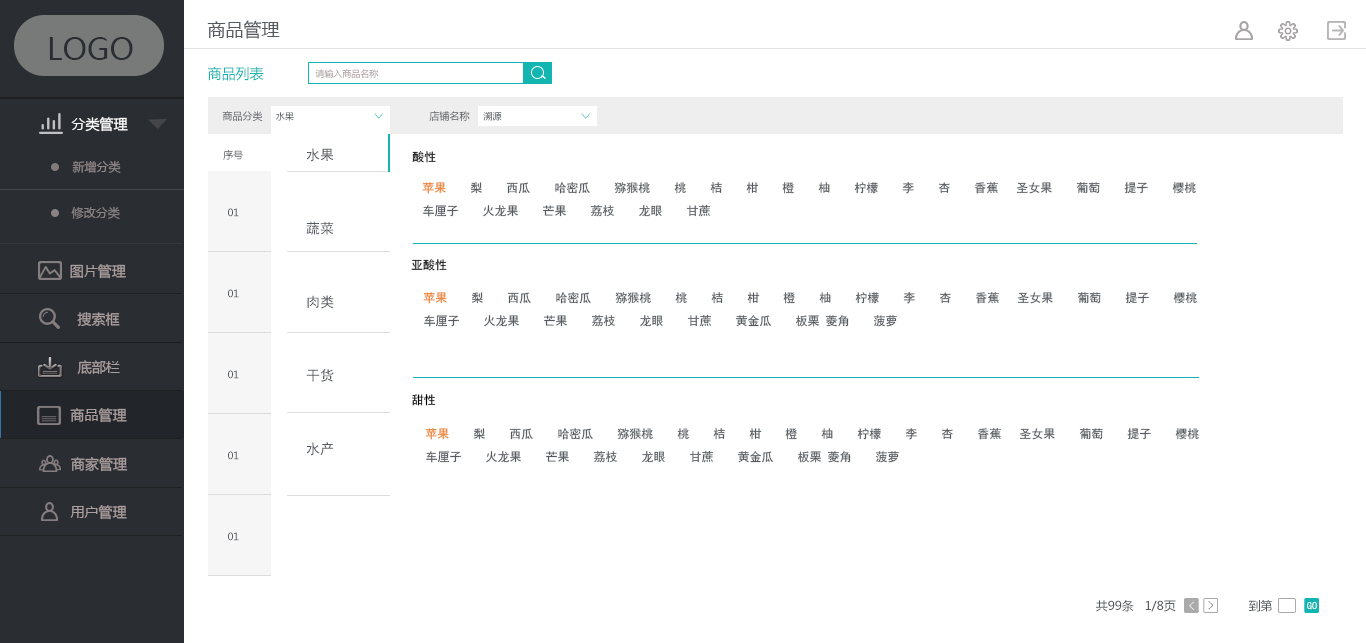 LOGO
分类管理
新增分类
修改分类
图片管理
搜索框
底部栏
商品管理
商家管理
用户管理
商品管理
商品列表
请输入商品名称
商品分类 水果 店铺名称 溯源
序号
01
01
01
01
01
水果
蔬菜
肉类
干货
水产
酸性
苹果 梨 西瓜 哈密瓜 猕猴桃 桃 桔 柑 橙 柚 柠檬 李 杏 香蕉 圣女果 葡萄 提子 樱桃
车厘子 火龙果 芒果 荔枝 龙眼 甘蔗
亚酸性
苹果 梨 西瓜 哈密瓜 猕猴桃 桃 桔 柑 橙 柚 柠檬 李 杏 香蕉 圣女果 葡萄 提子 樱桃
车厘子 火龙果 芒果 荔枝 龙眼 甘蔗 黄金瓜 板栗 菱角 菠萝
甜性
苹果 梨 西瓜 哈密瓜 猕猴桃 桃 桔 柑 橙 柚 柠檬 李 杏 香蕉 圣女果 葡萄 提子 樱桃
车厘子 火龙果 芒果 荔枝 龙眼 甘蔗 黄金瓜 板栗 菱角 菠萝
共99条 1/8页 < > 到第 GO